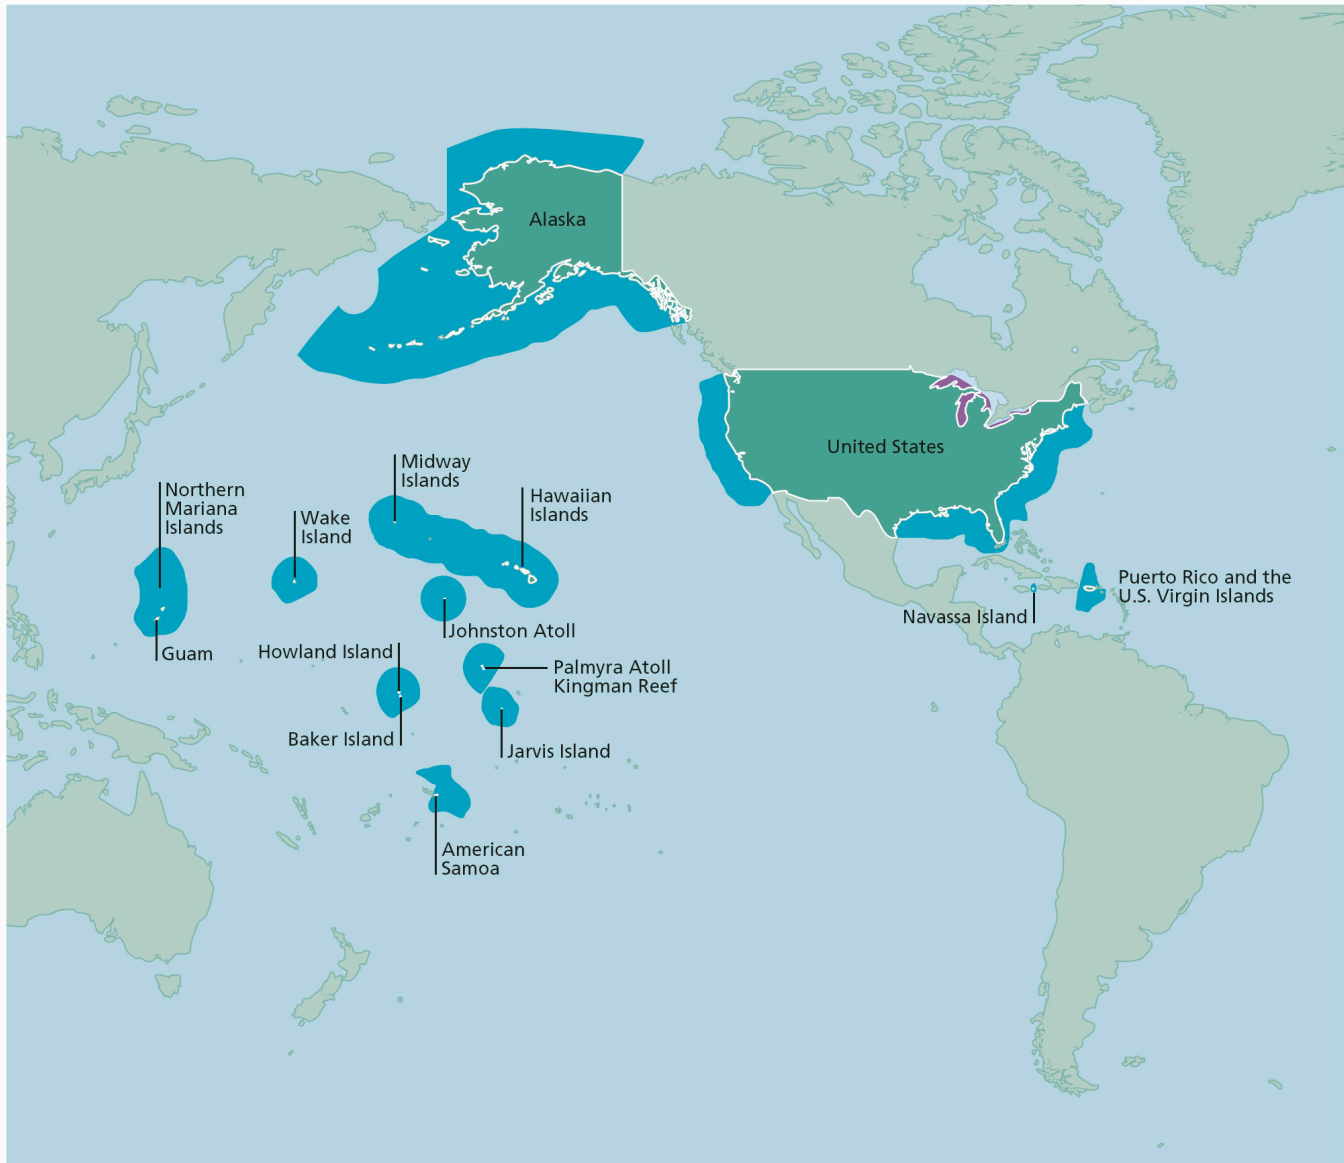 Alaska
United States
Midway
Islands
Hawaiian
Islands
Northern
Mariana
Islands
Wake
Island
Puerto Rico and the
U.S. Virgin Islands
Navassa Island
Johnston Atoll
Guam
Howland Island
Palmyra Atoll
Kingman Reef
Baker Island
Jarvis Island
American
Samoa